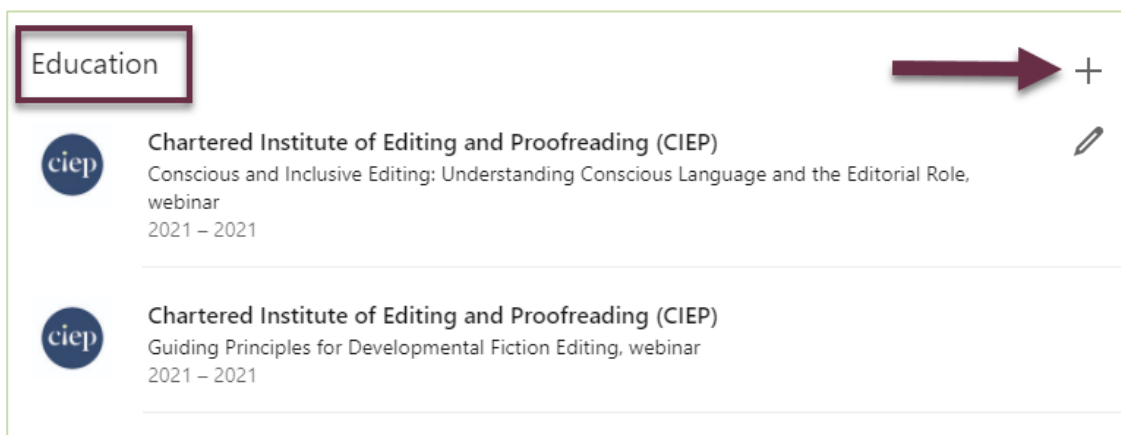 Education
ciep
Chartered Institute of Editing and Proofreading (CIEP)
Conscious and Inclusive Editing: Understanding Conscious Language and the Editorial Role,
webinar
2021 – 2021
ciep
Chartered Institute of Editing and Proofreading (CIEP)
Guiding Principles for Developmental Fiction Editing, webinar
2021 – 2021